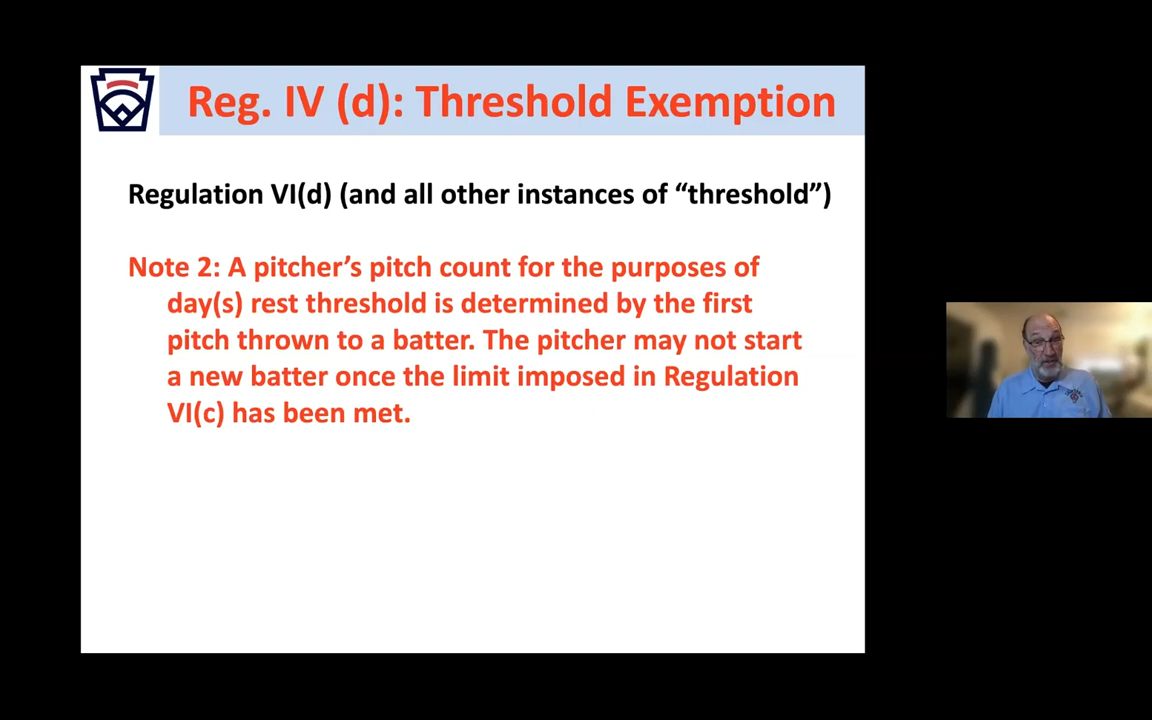 Reg. IV (d): Threshold Exemption
Regulation VI(d) (and all other instances of “threshold”)
Note 2: A pitcher’s pitch count for the purposes of
day(s) rest threshold is determined by the first
pitch thrown to a batter. The pitcher may not start
a new batter once the limit imposed in Regulation
VI(c) has been met.